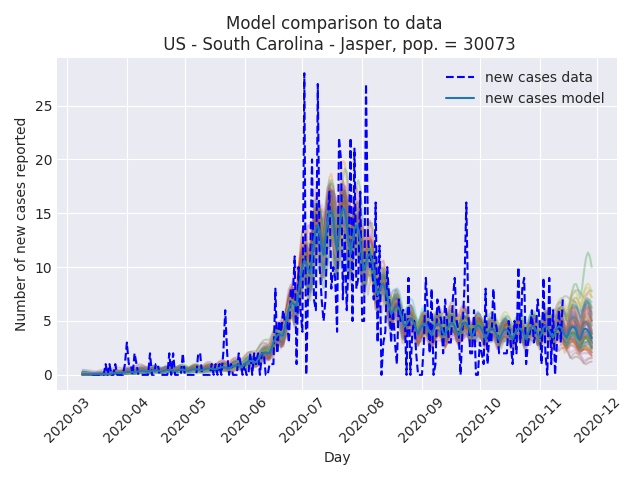 Model comparison to data
US - South Carolina - Jasper, pop. = 30073
new cases data
new cases model
Number of new cases reported
25
20
15
10
5
0
2020-03
2020-04
2020-05
2020-06
2020-07
2020-08
2020-09
2020-10
2020-11
2020-12
Day